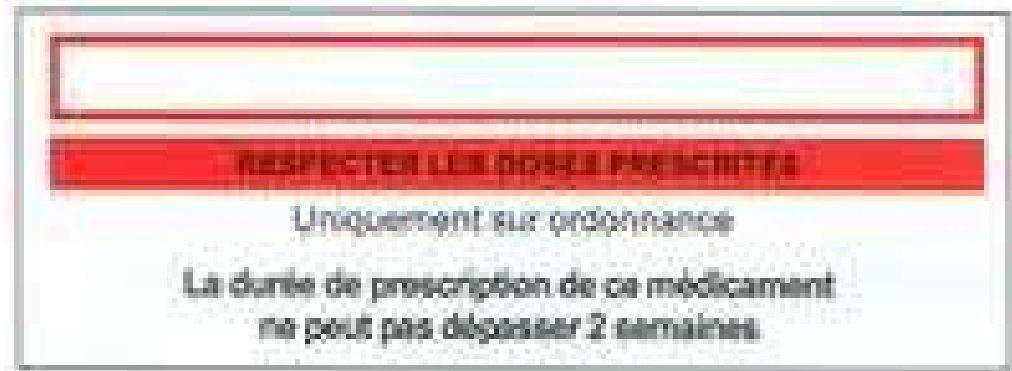 RESPECTER LES DOSES PRESCRITES
Uniquement sur ordonnance
La durée de prescription de ce médicament
ne peut pas dépasser 2 semaines